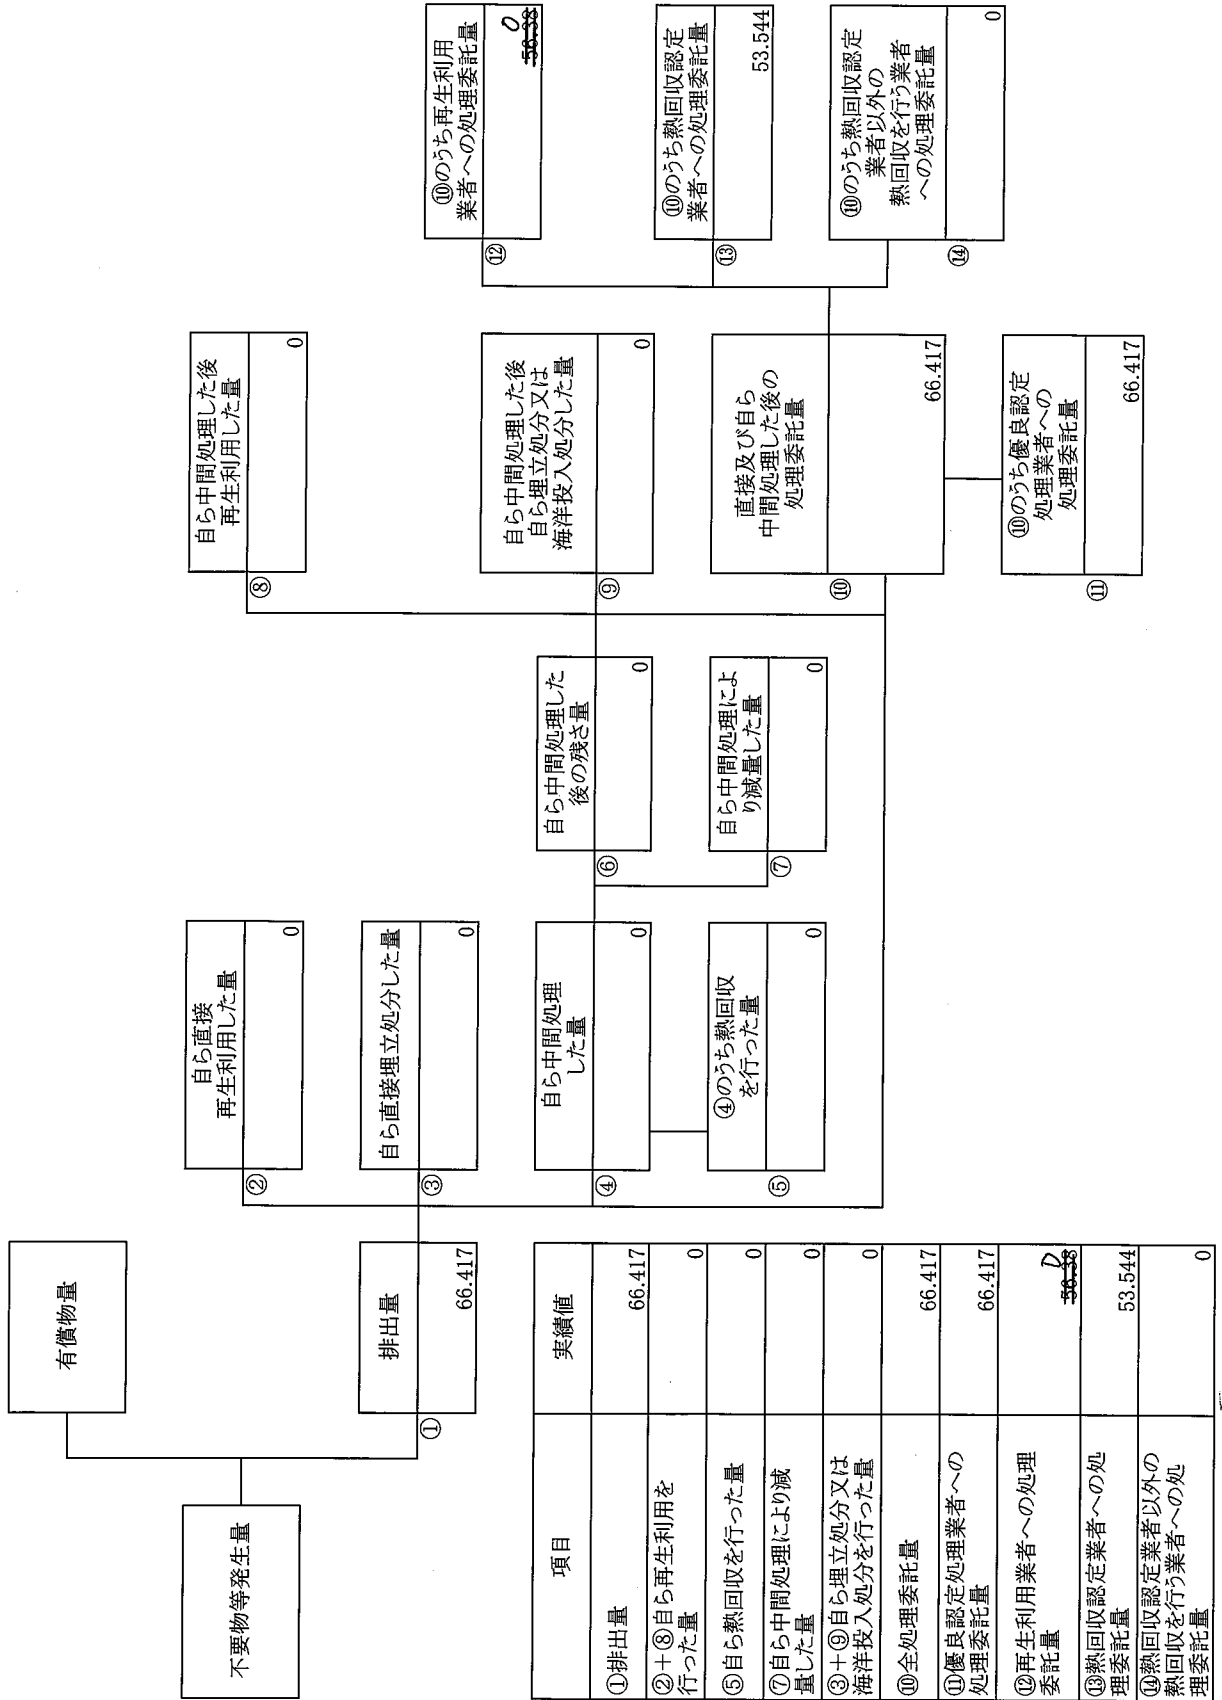 不要物等発生量
有償物量
排出量
①
66.417
自ら直接
再生利用した量
②
0
自ら直接埋立処分した量
③
0
自ら中間処理
した量
④
0
④のうち熱回収
を行った量
⑤
0
自ら中間処理した
後の残さ量
⑥
0
自ら中間処理によ
り減量した量
⑦
0
自ら中間処理した後
再生利用した量
⑧
0
自ら中間処理した後
自ら埋立処分又は
海洋投入処分した量
⑨
0
直接及び自ら
中間処理した後の
処理委託量
⑩
66.417
⑩のうち優良認定
処理業者への
処理委託量
⑪
66.417
⑩のうち再生利用
業者への処理委託量
⑫
0
56.38
⑩のうち熱回収認定
業者への処理委託量
⑬
53.544
⑩のうち熱回収認定
業者以外の
熱回収を行う業者
への処理委託量
⑭
0
項目 実績値
①排出量 66.417
②+⑧自ら再生利用を
行った量 0
⑤自ら熱回収を行った量 0
⑦自ら中間処理により減
量した量 0
③+⑨自ら埋立処分又は
海洋投入処分を行った量 0
⑩全処理委託量 66.417
⑪優良認定処理業者への
処理委託量 66.417
⑫再生利用業者への処理
委託量 0
56.38
⑬熱回収認定業者への処
理委託量 53.544
⑭熱回収認定業者以外の
熱回収を行う業者への処
理委託量 0